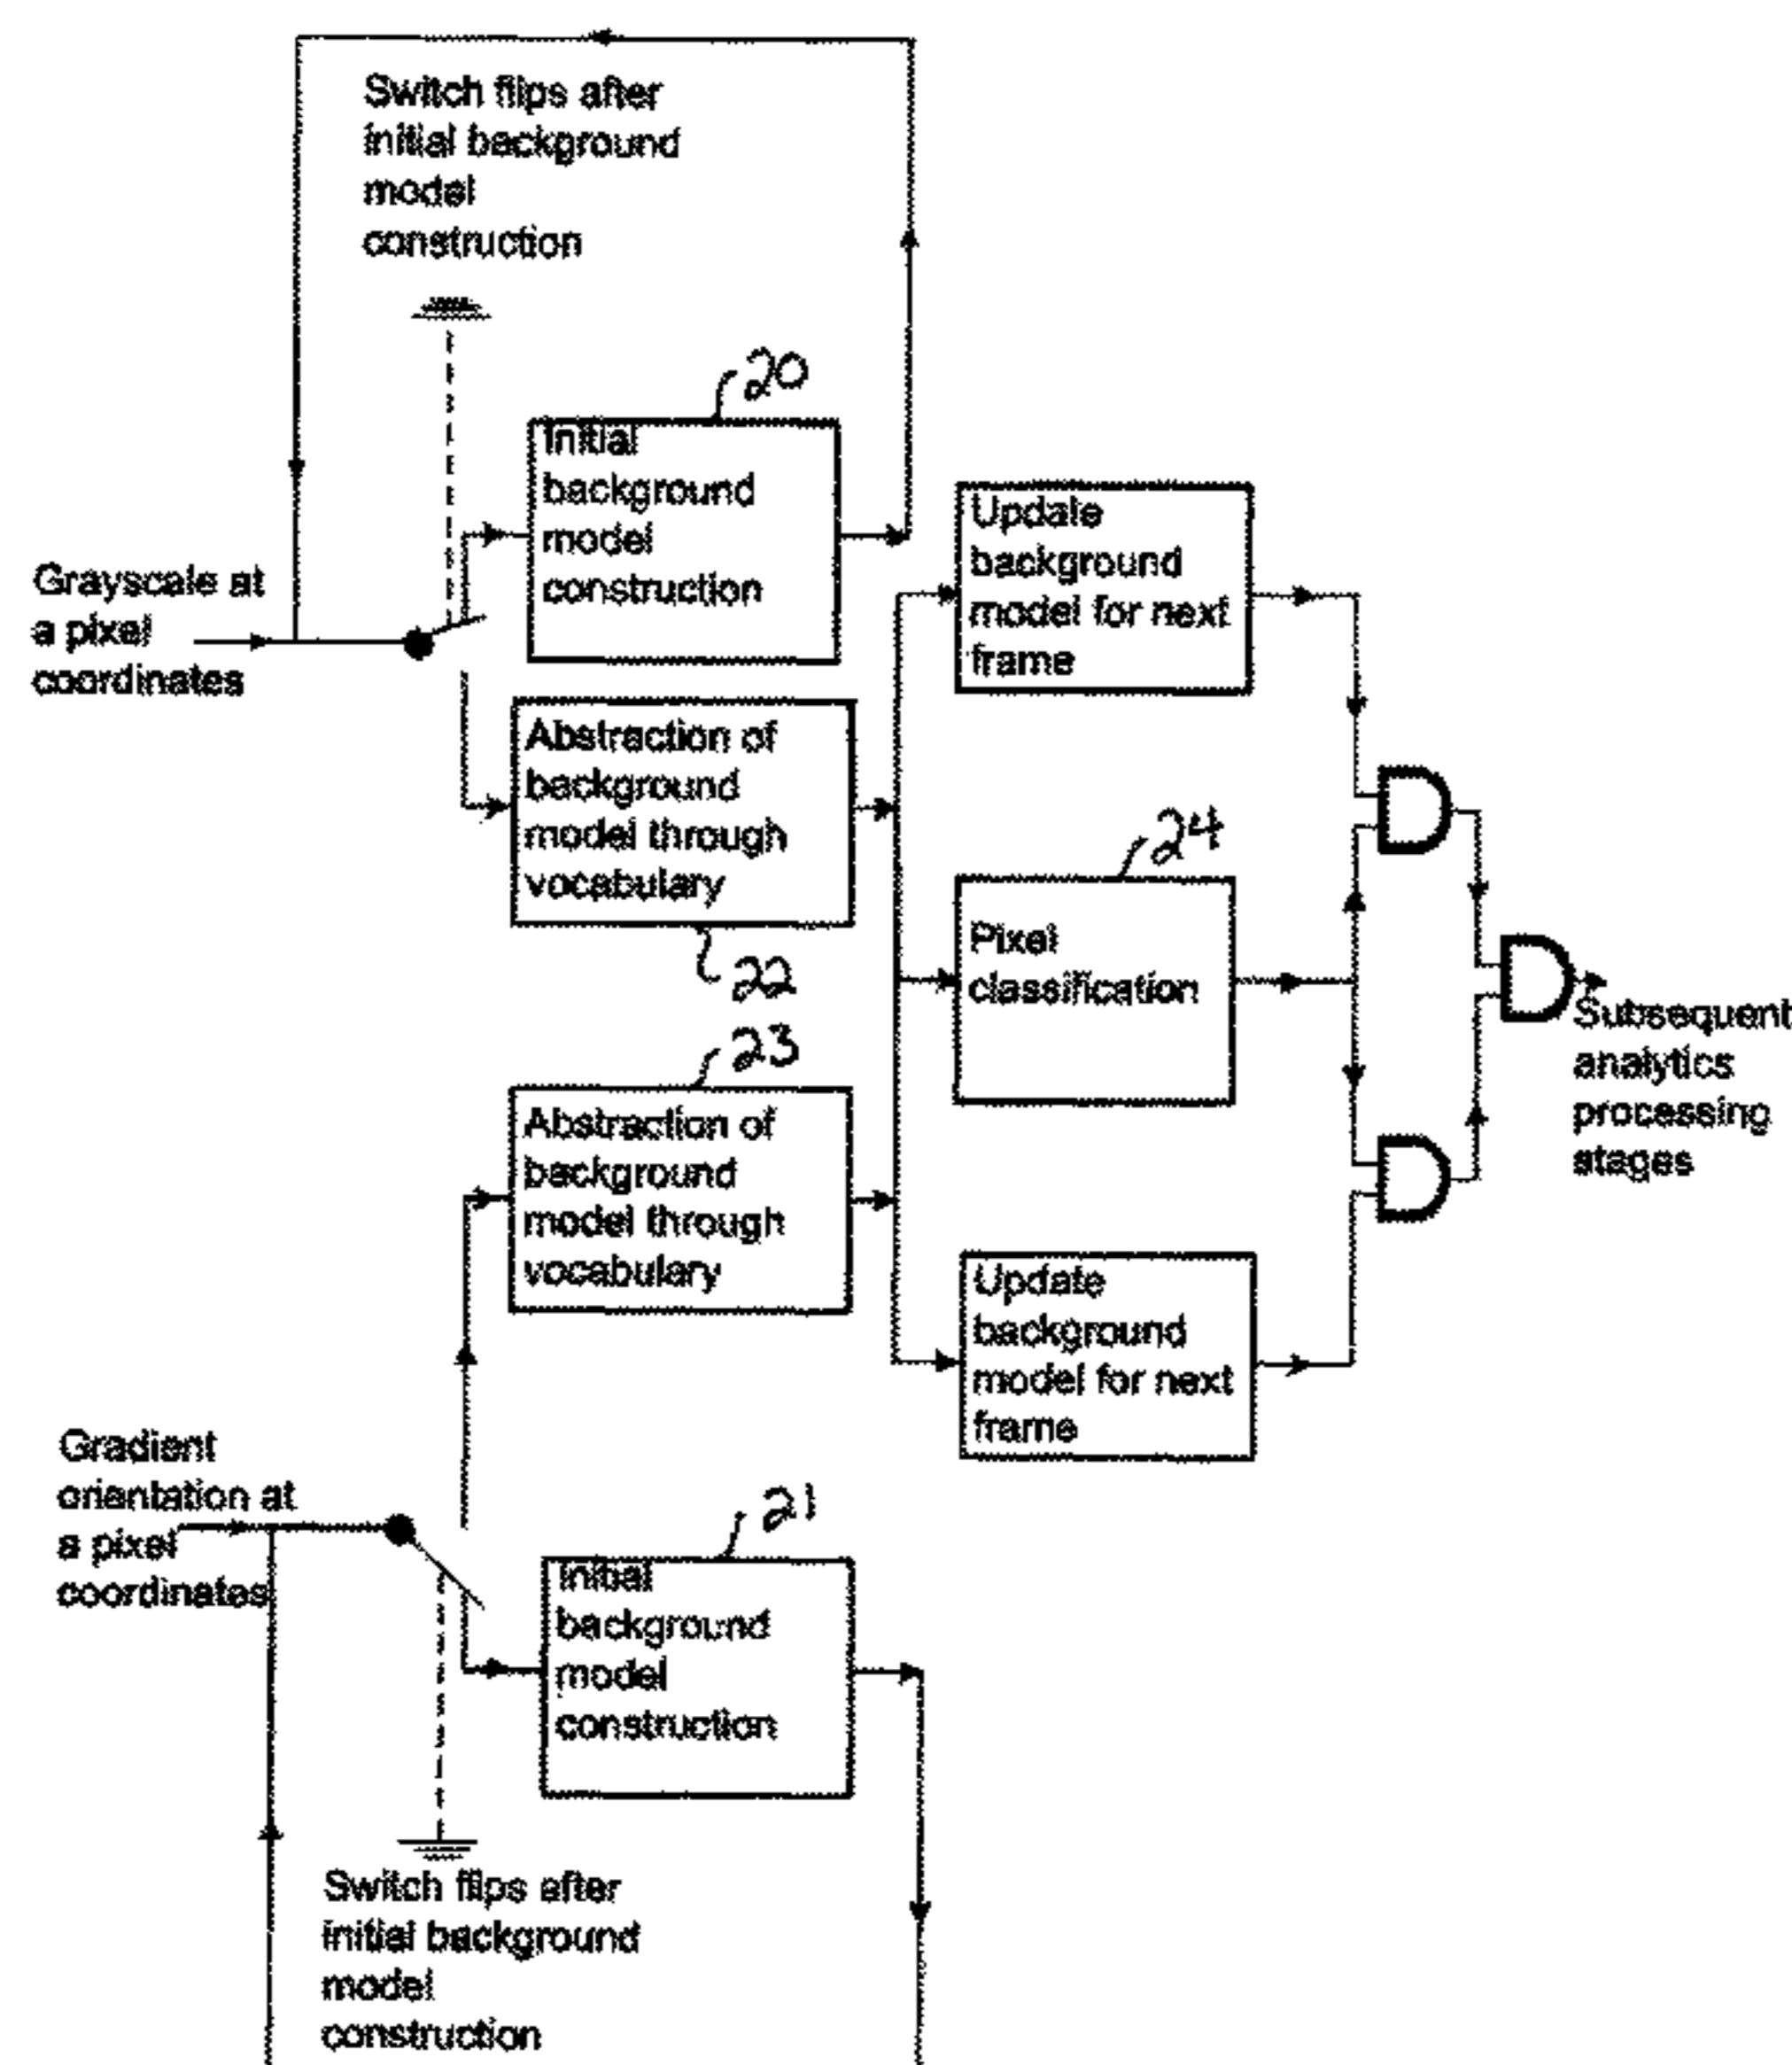 Switch flips after
initial background
model
construction
20
Initial
background
model
construction
Update
background
model for next
frame
Grayscale at
a pixel
coordinates
Abstraction of
background
model through
vocabulary
22
24
Pixel
classification
Subsequent
analytics
processing
stages
23
Abstraction of
background
model through
vocabulary
Update
background
model for next
frame
Gradient
orientation at
a pixel
coordinates
21
Initial
background
model
construction
Switch flips after
initial background
model
construction